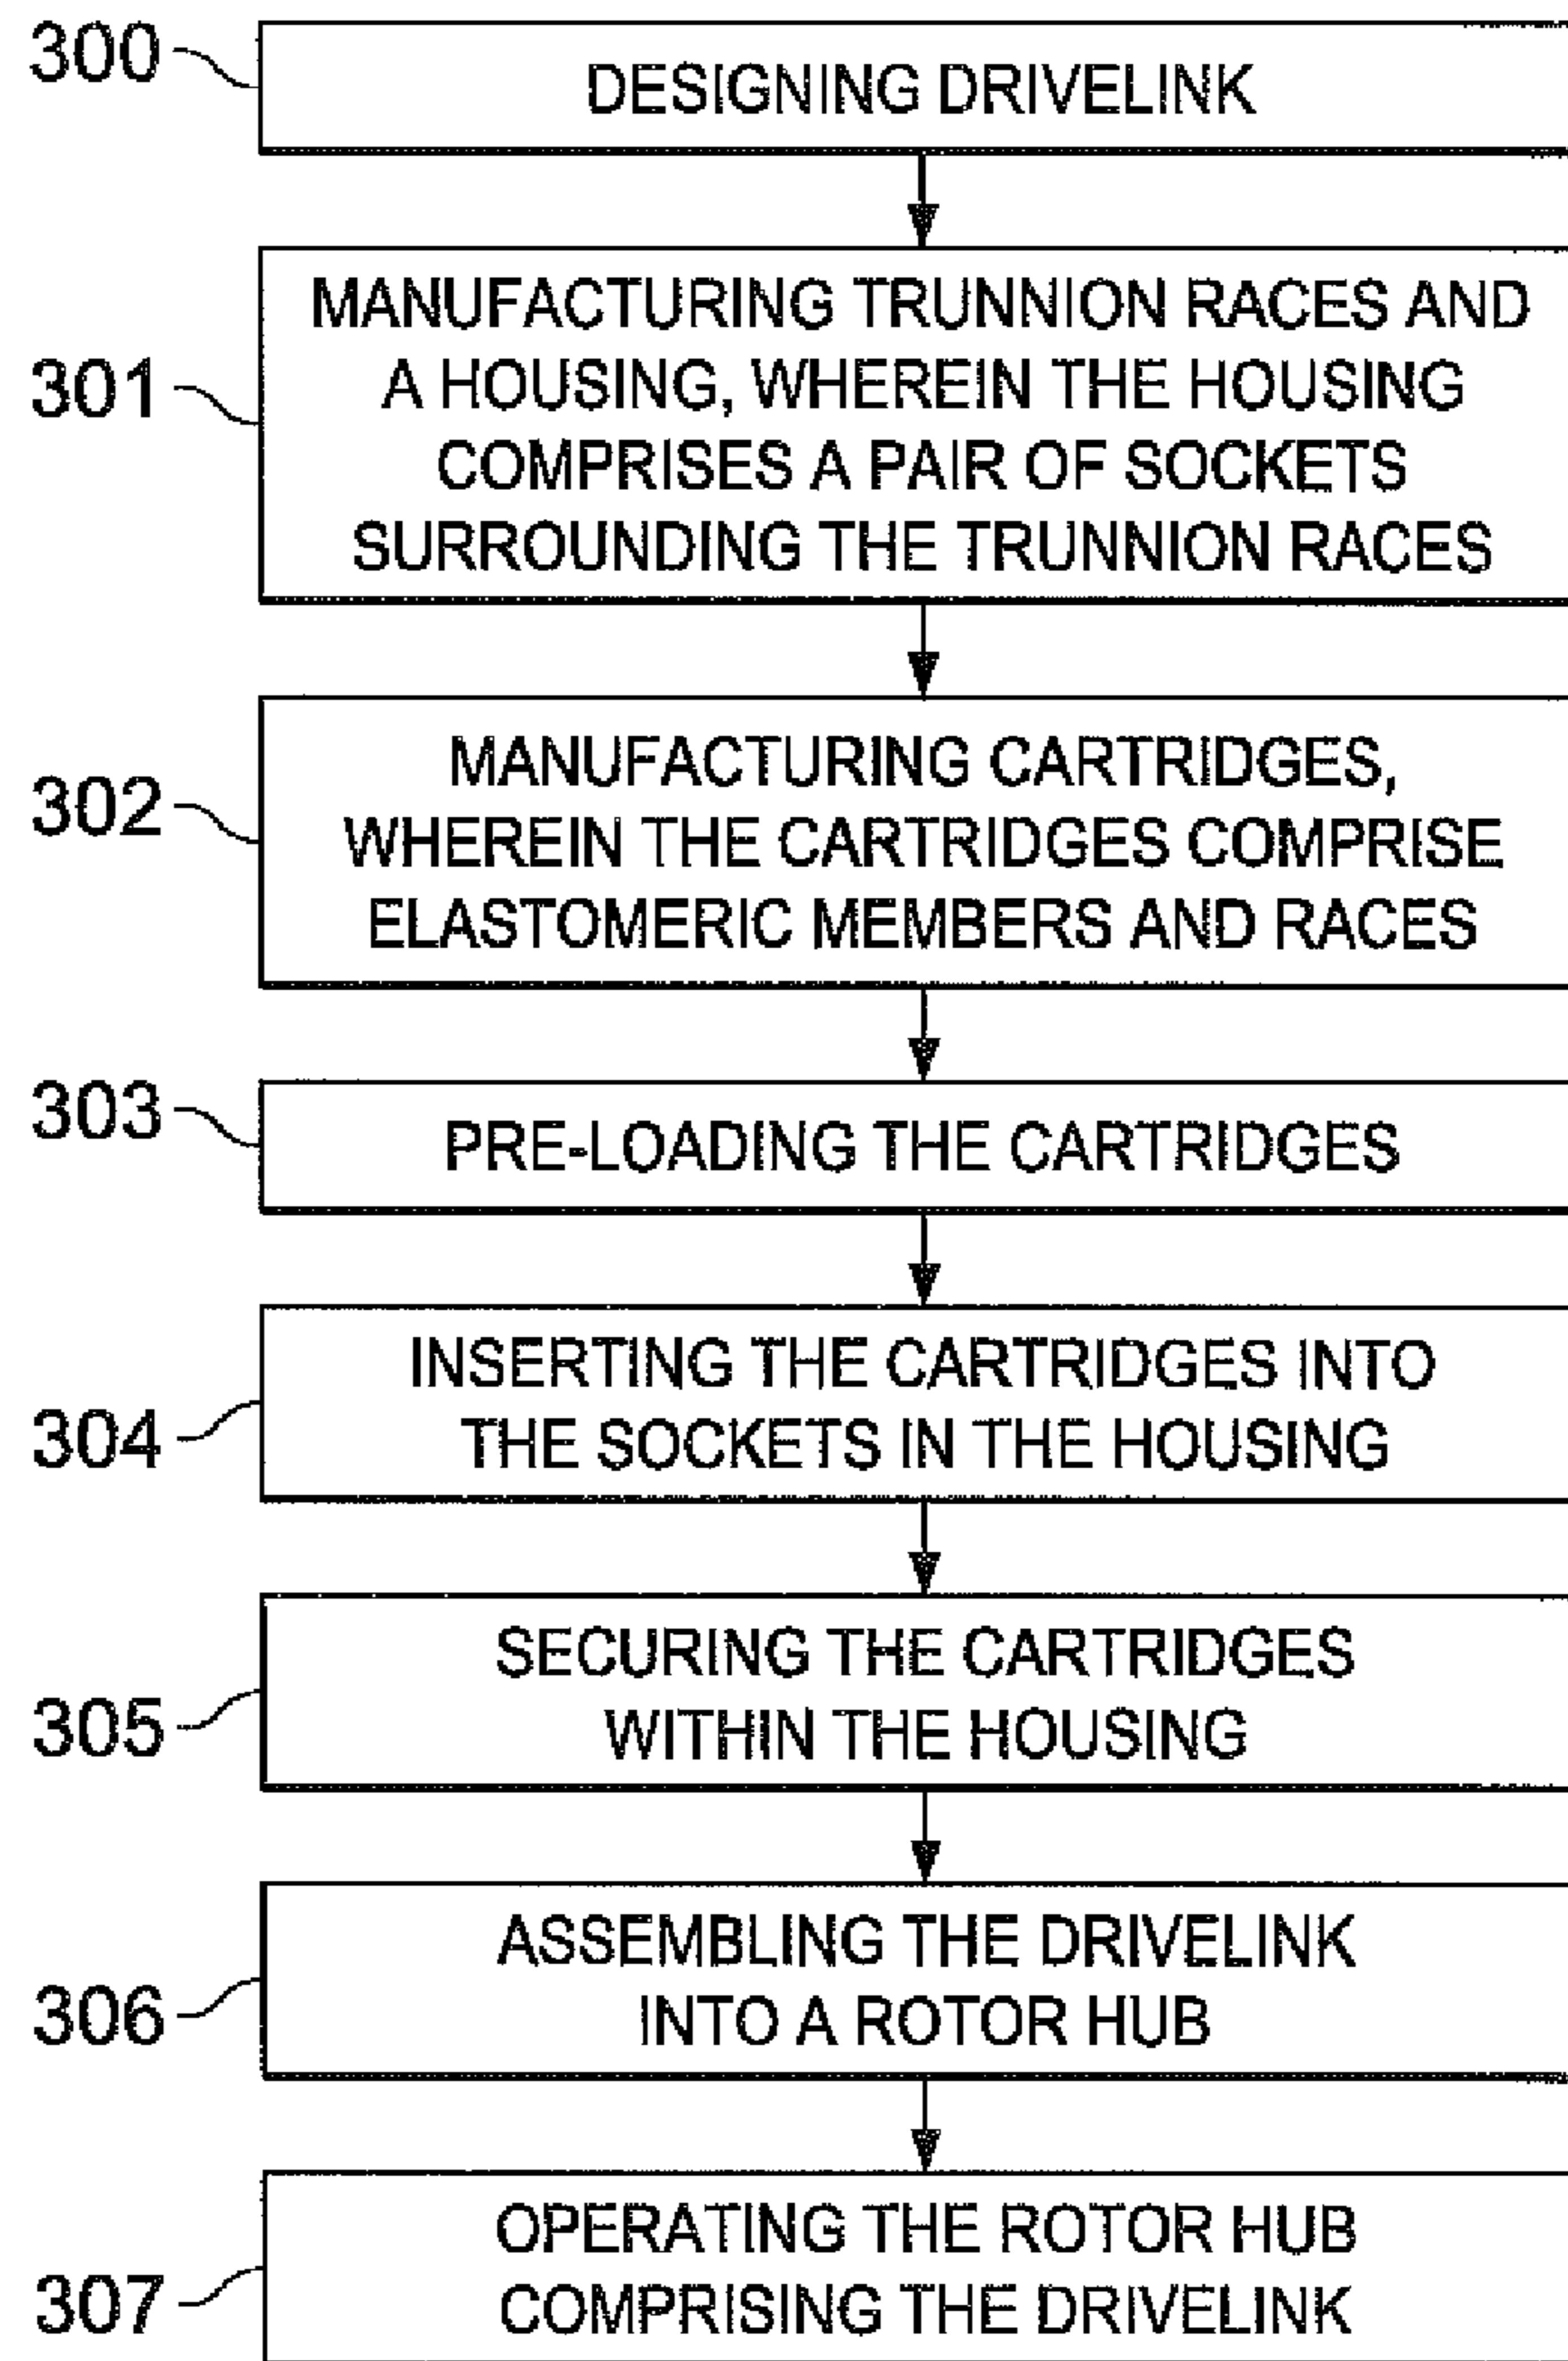 300
DESIGNING DRIVELINK
301
MANUFACTURING TRUNNION RACES AND
A HOUSING, WHEREIN THE HOUSING
COMPRISES A PAIR OF SOCKETS
SURROUNDING THE TRUNNION RACES
302
MANUFACTURING CARTRIDGES,
WHEREIN THE CARTRIDGES COMPRISE
ELASTOMERIC MEMBERS AND RACES
303
PRE-LOADING THE CARTRIDGES
304
INSERTING THE CARTRIDGES INTO
THE SOCKETS IN THE HOUSING
305
SECURING THE CARTRIDGES
WITHIN THE HOUSING
306
ASSEMBLING THE DRIVELINK
INTO A ROTOR HUB
307
OPERATING THE ROTOR HUB
COMPRISING THE DRIVELINK